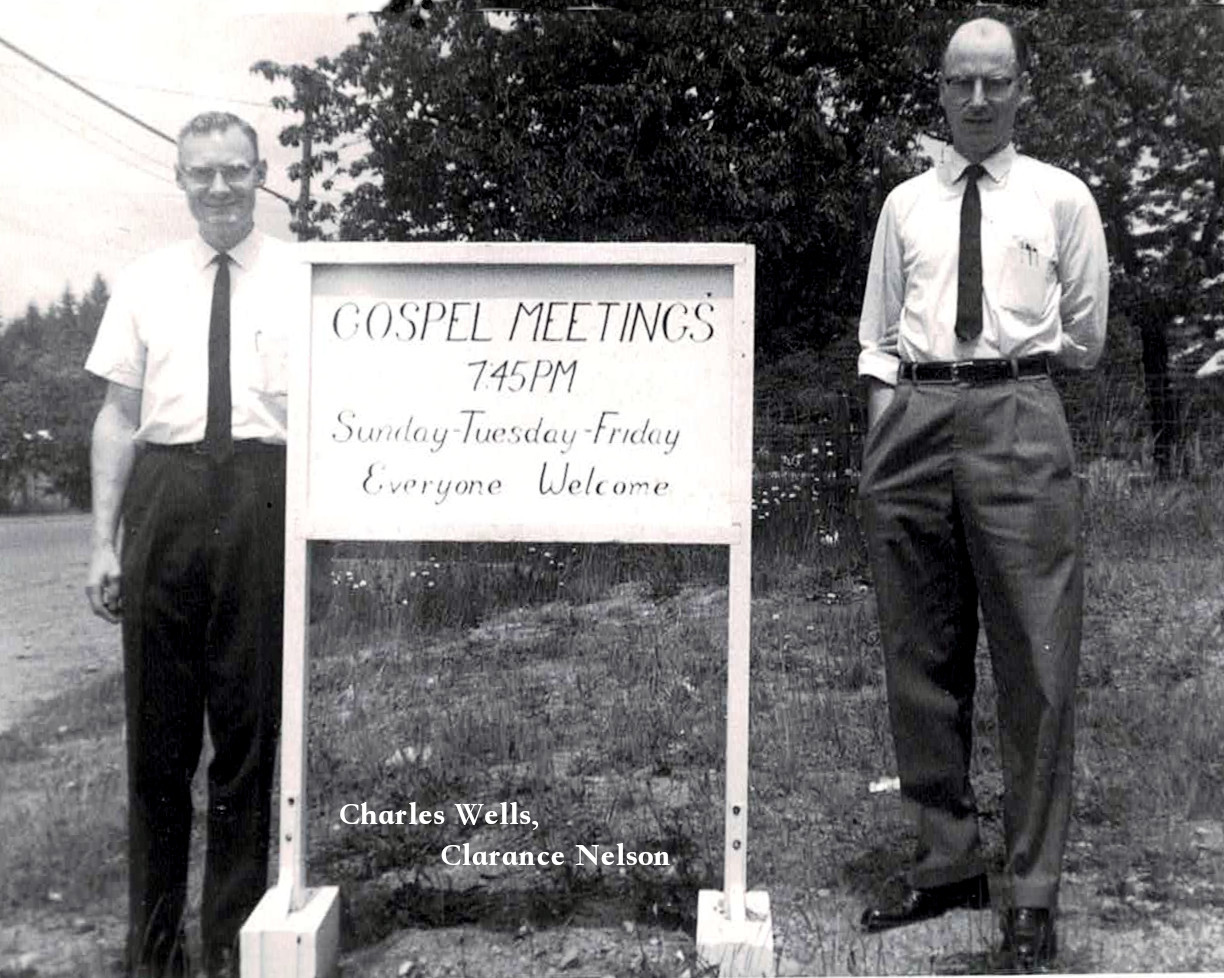 GOSPEL MEETINGS
7:45PM
Sunday-Tuesday-Friday
Everyone Welcome
Charles Wells,
Clarance Nelson